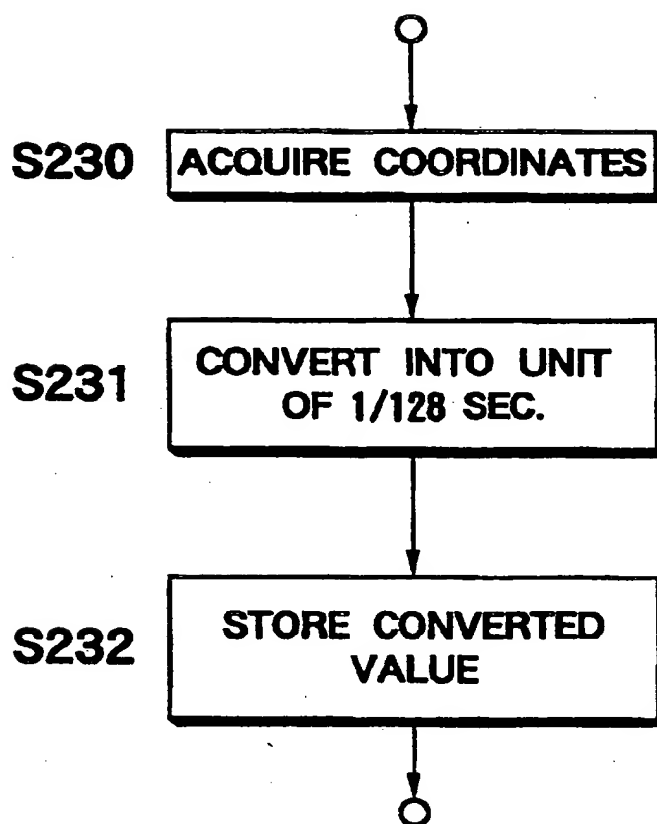 S230 ACQUIRE COORDINATES
S231 CONVERT INTO UNIT
OF 1/128 SEC.
S232 STORE CONVERTED
VALUE